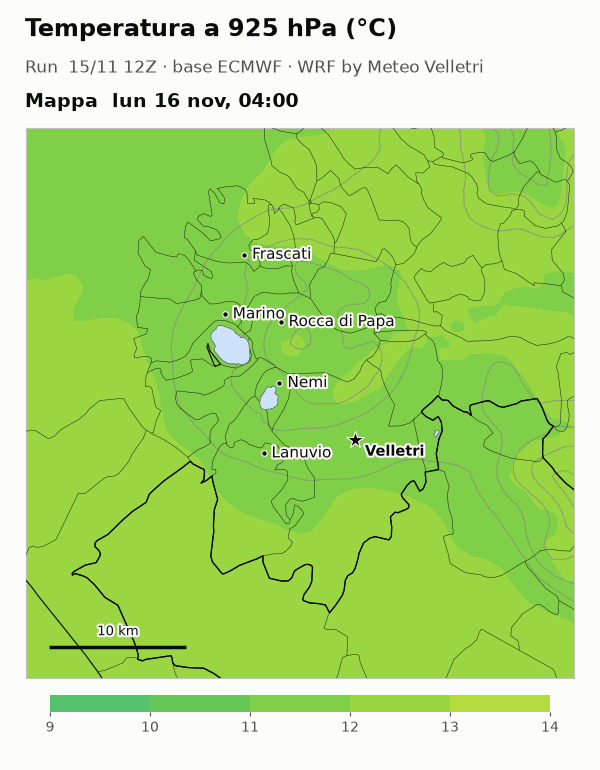 Temperatura a 925 hPa (°C)
Run  15/11 12Z · base ECMWF · WRF by Meteo Velletri
Mappa  lun 16 nov, 04:00
Frascati
Marino
Rocca di Papa
Nemi
Velletri
Lanuvio
10 km
9 10 11 12 13 14